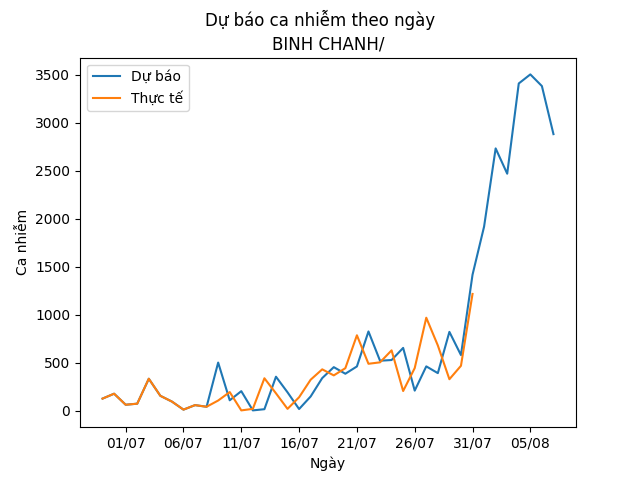 Dự báo ca nhiễm theo ngày
BINH CHANH/
Dự báo
Thực tế
3500
3000
2500
2000
1500
1000
500
0
Ca nhiễm
01/07 06/07 11/07 16/07 21/07 26/07 31/07 05/08
Ngày